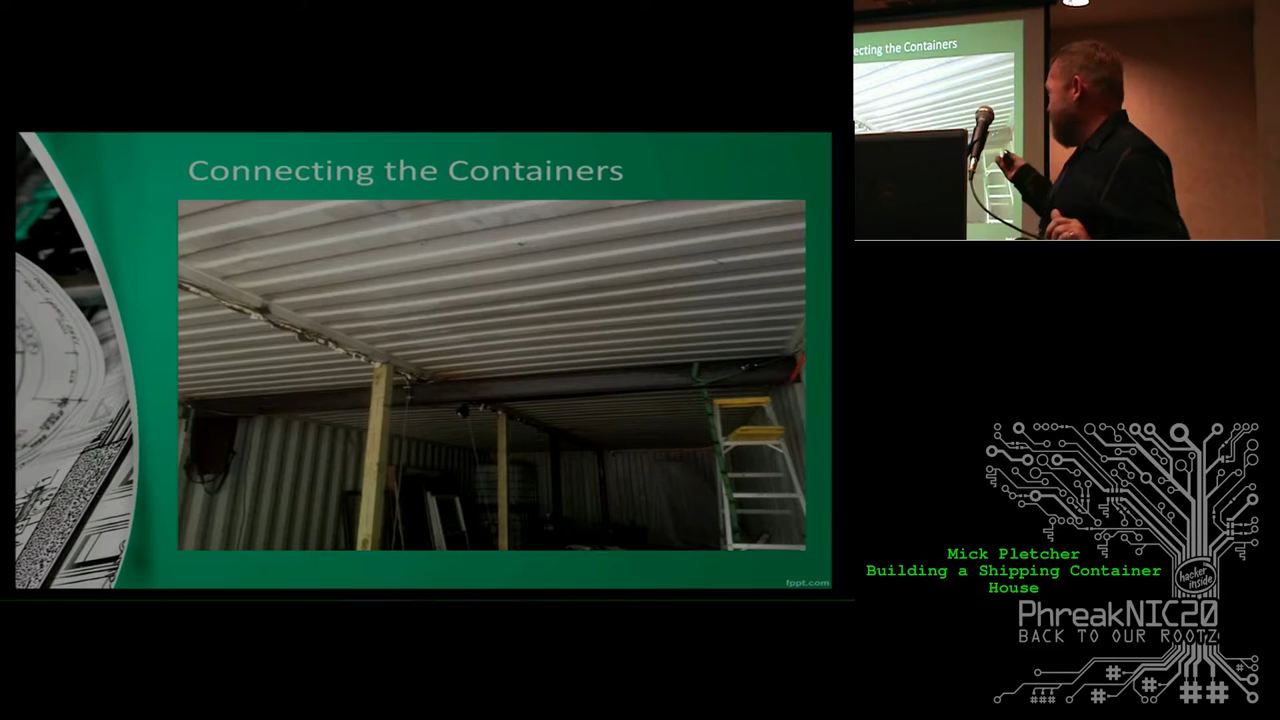 Connecting the Containers
fppt.com
ecting the Containers
Mick Pletcher
Building a Shipping Container
House
hacker
inside
PhreakNIC20
BACK TO OUR ROOTZ